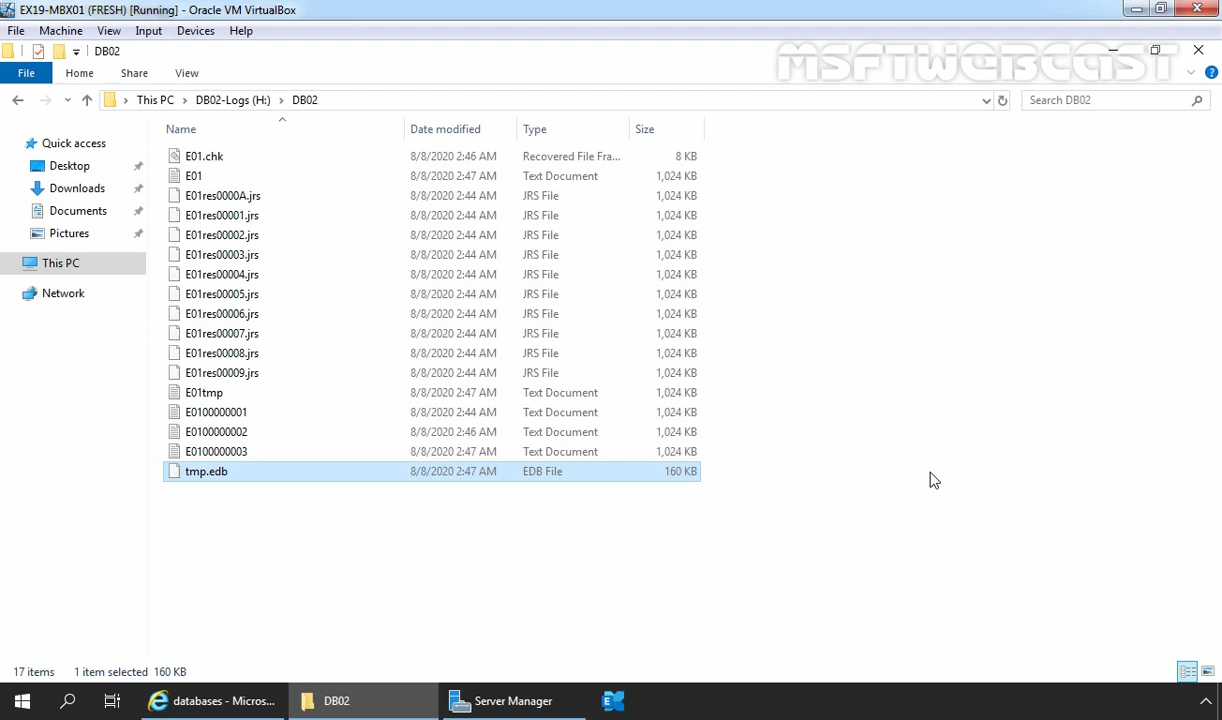 EX19-MBX01 (FRESH) [Running] - Oracle VM VirtualBox
File Machine View Input Devices Help
DB02
MSFTWEBCAST
File Home Share View
This PC DB02-Logs (H:) DB02 Search DB02
Name Date modified Type Size
Quick access
Desktop
Downloads
Documents
Pictures
This PC
Network
E01.chk 8/8/2020 2:46 AM Recovered File Fra... 8 KB
E01 8/8/2020 2:47 AM Text Document 1,024 KB
E01res0000A.jrs 8/8/2020 2:44 AM JRS File 1,024 KB
E01res00001.jrs 8/8/2020 2:44 AM JRS File 1,024 KB
E01res00002.jrs 8/8/2020 2:44 AM JRS File 1,024 KB
E01res00003.jrs 8/8/2020 2:44 AM JRS File 1,024 KB
E01res00004.jrs 8/8/2020 2:44 AM JRS File 1,024 KB
E01res00005.jrs 8/8/2020 2:44 AM JRS File 1,024 KB
E01res00006.jrs 8/8/2020 2:44 AM JRS File 1,024 KB
E01res00007.jrs 8/8/2020 2:44 AM JRS File 1,024 KB
E01res00008.jrs 8/8/2020 2:44 AM JRS File 1,024 KB
E01res00009.jrs 8/8/2020 2:44 AM JRS File 1,024 KB
E01tmp 8/8/2020 2:47 AM Text Document 1,024 KB
E0100000001 8/8/2020 2:44 AM Text Document 1,024 KB
E0100000002 8/8/2020 2:46 AM Text Document 1,024 KB
E0100000003 8/8/2020 2:47 AM Text Document 1,024 KB
tmp.edb 8/8/2020 2:47 AM EDB File 160 KB
17 items 1 item selected 160 KB
databases - Micros... DB02 Server Manager